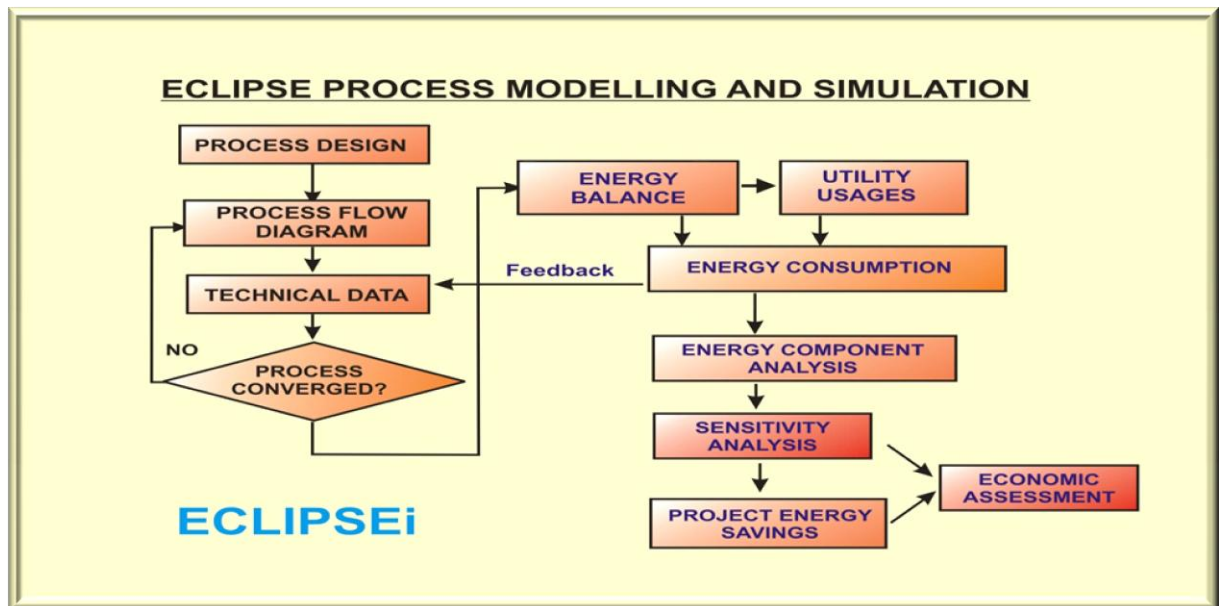 ECLIPSE PROCESS MODELLING AND SIMULATION
PROCESS DESIGN
PROCESS FLOW
DIAGRAM
TECHNICAL DATA
NO
PROCESS
CONVERGED?
ENERGY
BALANCE
UTILITY
USAGES
Feedback
ENERGY CONSUMPTION
ENERGY COMPONENT
ANALYSIS
SENSITIVITY
ANALYSIS
PROJECT ENERGY
SAVINGS
ECONOMIC
ASSESSMENT
ECLIPSEi